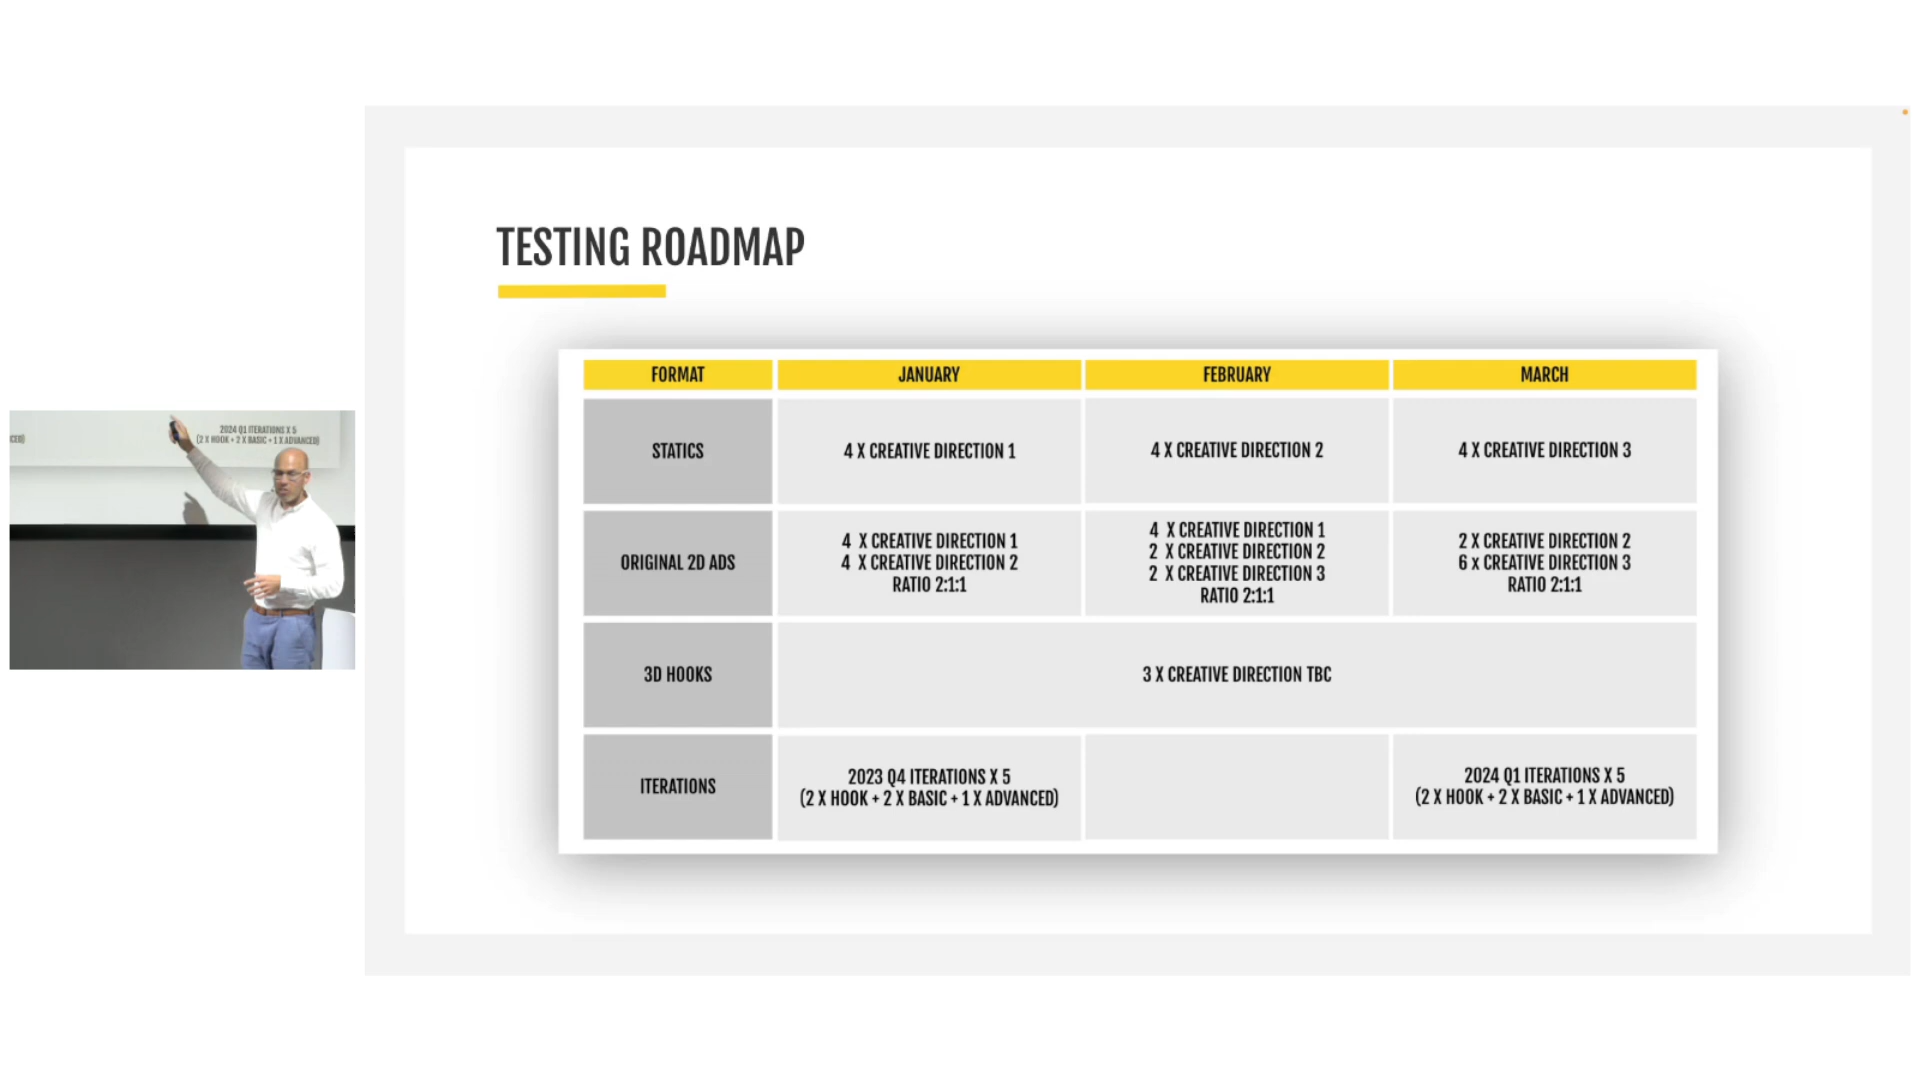 TESTING ROADMAP
FORMAT
JANUARY
FEBRUARY
MARCH
STATICS
4 X CREATIVE DIRECTION 1
4 X CREATIVE DIRECTION 2
4 X CREATIVE DIRECTION 3
ORIGINAL 2D ADS
4 X CREATIVE DIRECTION 1
4 X CREATIVE DIRECTION 2
RATIO 2:1:1
4 X CREATIVE DIRECTION 1
2 X CREATIVE DIRECTION 2
2 X CREATIVE DIRECTION 3
RATIO 2:1:1
2 X CREATIVE DIRECTION 2
6 x CREATIVE DIRECTION 3
RATIO 2:1:1
3D HOOKS
3 X CREATIVE DIRECTION TBC
ITERATIONS
2023 Q4 ITERATIONS X 5
(2 X HOOK + 2 X BASIC + 1 X ADVANCED)
2024 Q1 ITERATIONS X 5
(2 X HOOK + 2 X BASIC + 1 X ADVANCED)
CED)
2024 Q1 ITERATIONS X 5
(2 X HOOK + 2 X BASIC + 1 X ADVANCED)